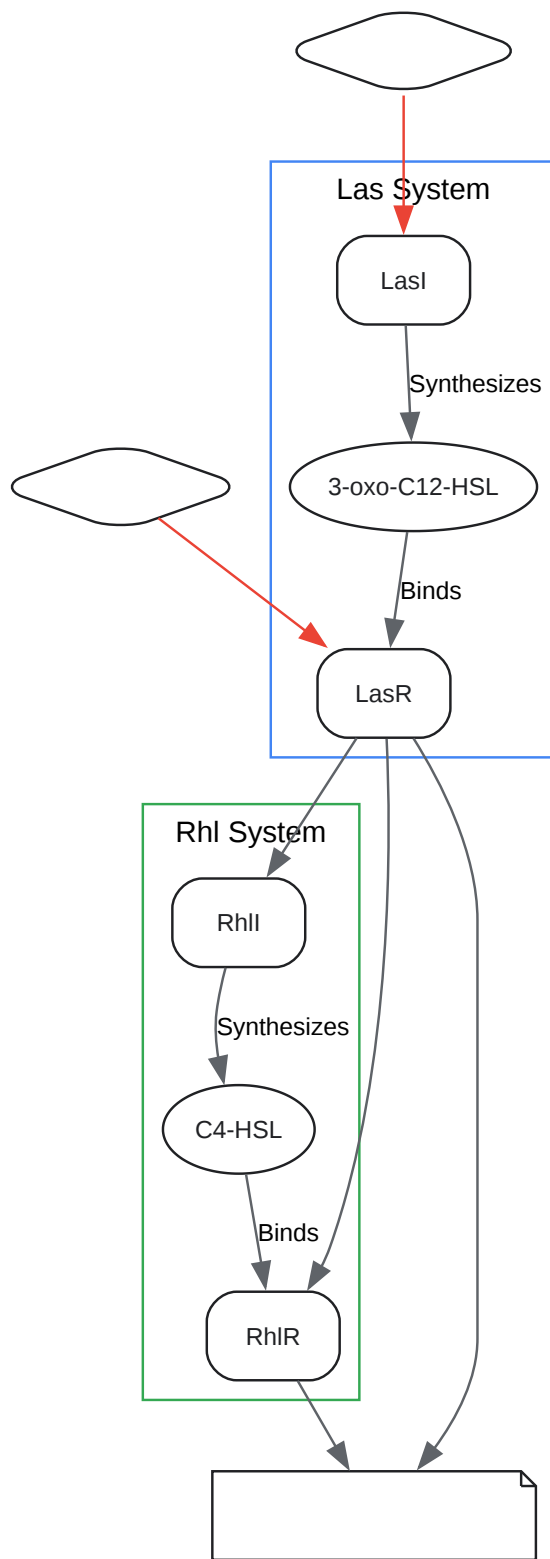 Las System
LasI
Synthesizes
3-oxo-C12-HSL
Binds
LasR
Rhl System
RhlI
Synthesizes
C4-HSL
Binds
RhlR